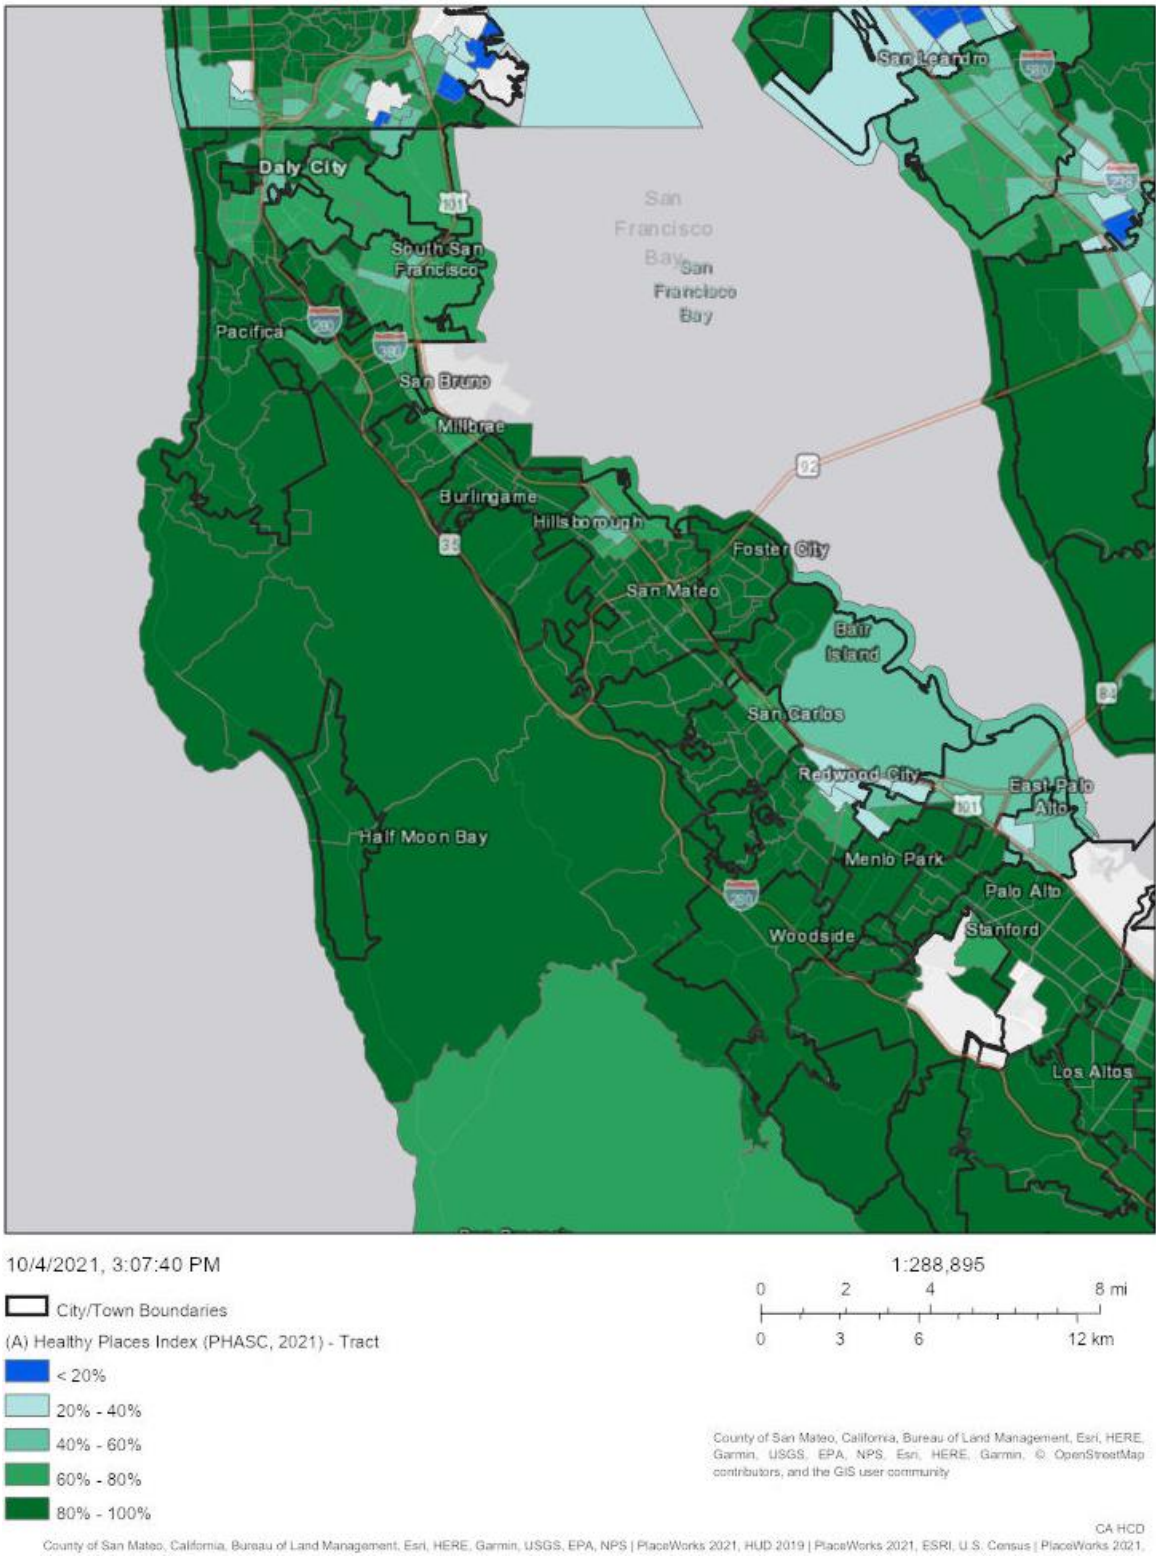 San Leandro
580
238
Daly City
101
San
Francisco
Bay
San
Francisco
Bay
South San
Francisco
Pacifica
280
380
San Bruno
Millbrae
92
Burlingame
Hillsborough
35
Foster City
San Mateo
Bair
Island
84
San Carlos
Redwood City
East Palo
Alto
101
Half Moon Bay
Menlo Park
280
Palo Alto
Stanford
Woodside
Los Altos
10/4/2021, 3:07:40 PM
1:288,895
0 2 4 8 mi
0 3 6 12 km
City/Town Boundaries
(A) Healthy Places Index (PHASC, 2021) - Tract
< 20%
20% - 40%
40% - 60%
60% - 80%
80% - 100%
County of San Mateo, California, Bureau of Land Management, Esri, HERE,
Garmin, USGS, EPA, NPS, Esri, HERE, Garmin, © OpenStreetMap
contributors, and the GIS user community
CA HCD
County of San Mateo, California, Bureau of Land Management, Esri, HERE, Garmin, USGS, EPA, NPS | PlaceWorks 2021, HUD 2019 | PlaceWorks 2021, ESRI, U.S. Census | PlaceWorks 2021,